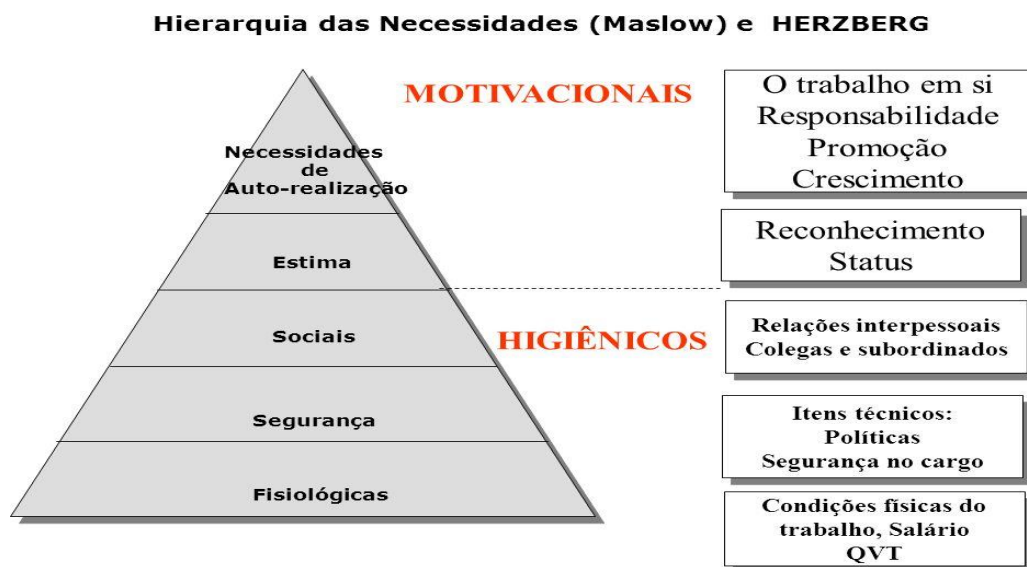 Hierarquia das Necessidades (Maslow) e HERZBERG
MOTIVACIONAIS
O trabalho em si
Responsabilidade
Promoção
Crescimento
Necessidades
de
Auto-realização
Reconhecimento
Status
Estima
HIGIÊNICOS
Relações interpessoais
Colegas e subordinados
Sociais
Itens técnicos:
Políticas
Segurança no cargo
Segurança
Condições físicas do
trabalho, Salário
QVT
Fisiológicas